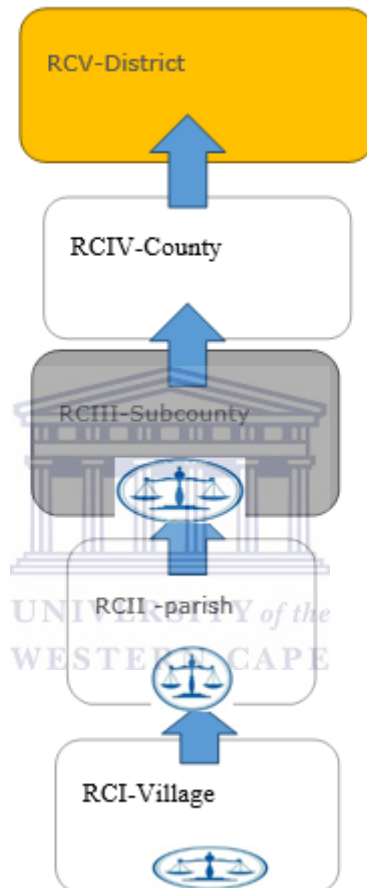 RCV-District
RCIV-County
RCIII-Subcounty
RCII -parish
UNIVERSITY of the
WESTERN CAPE
RCI-Village